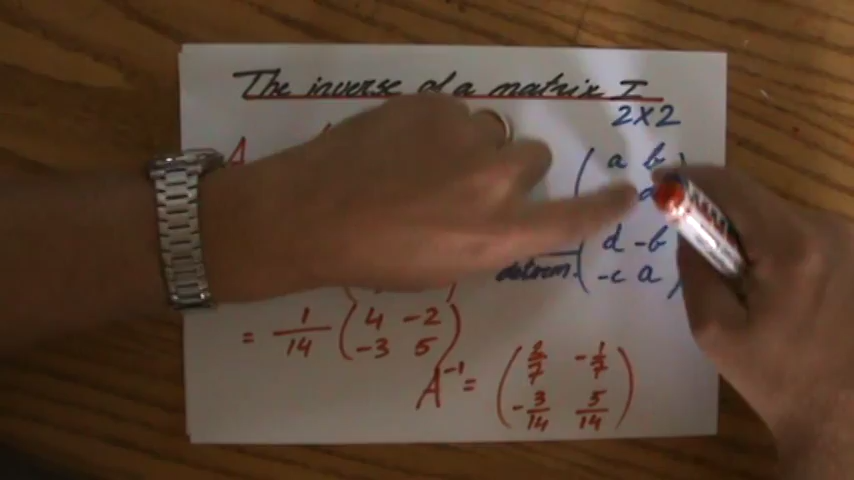 The inverse of a matrix I
2x2
A
a b
d
d -b
determ.
-c a
= 1/14 ( 4 -2
-3 5 )
A⁻¹ = ( 2/7 -1/7
-3/14 5/14 )